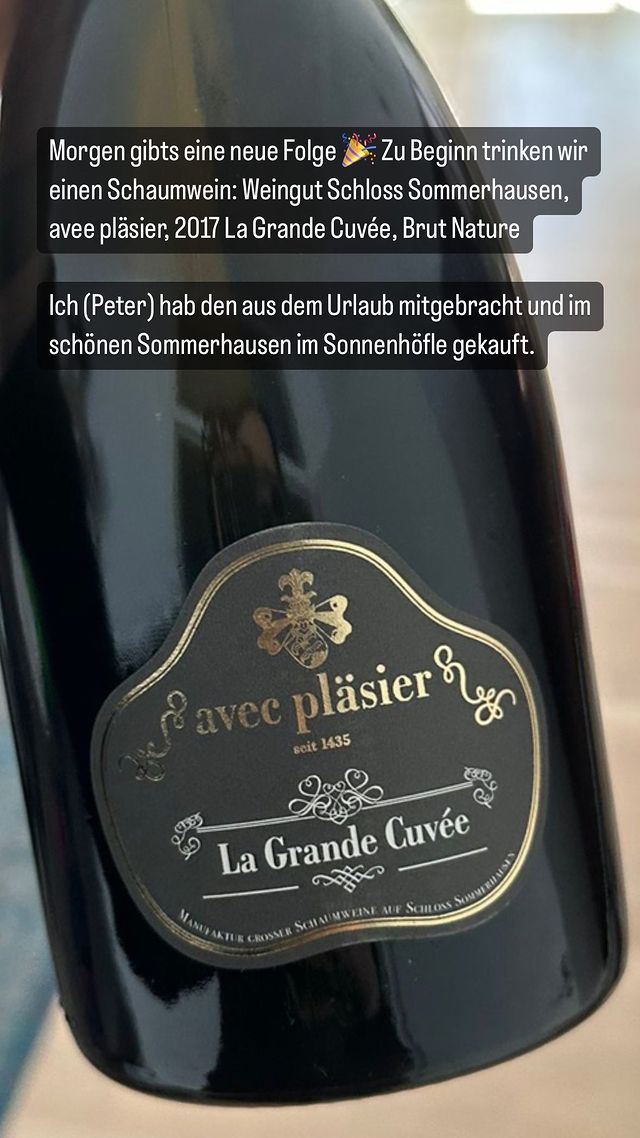 Morgen gibts eine neue Folge 🎉 Zu Beginn trinken wir
einen Schaumwein: Weingut Schloss Sommerhausen,
avee pläsier, 2017 La Grande Cuvée, Brut Nature
Ich (Peter) hab den aus dem Urlaub mitgebracht und im
schönen Sommerhausen im Sonnenhöfle gekauft.
avec pläsier
seit 1435
La Grande Cuvée
MANUFAKTUR GROSSER SCHAUMWEINE AUF SCHLOSS SOMMERHAUSEN